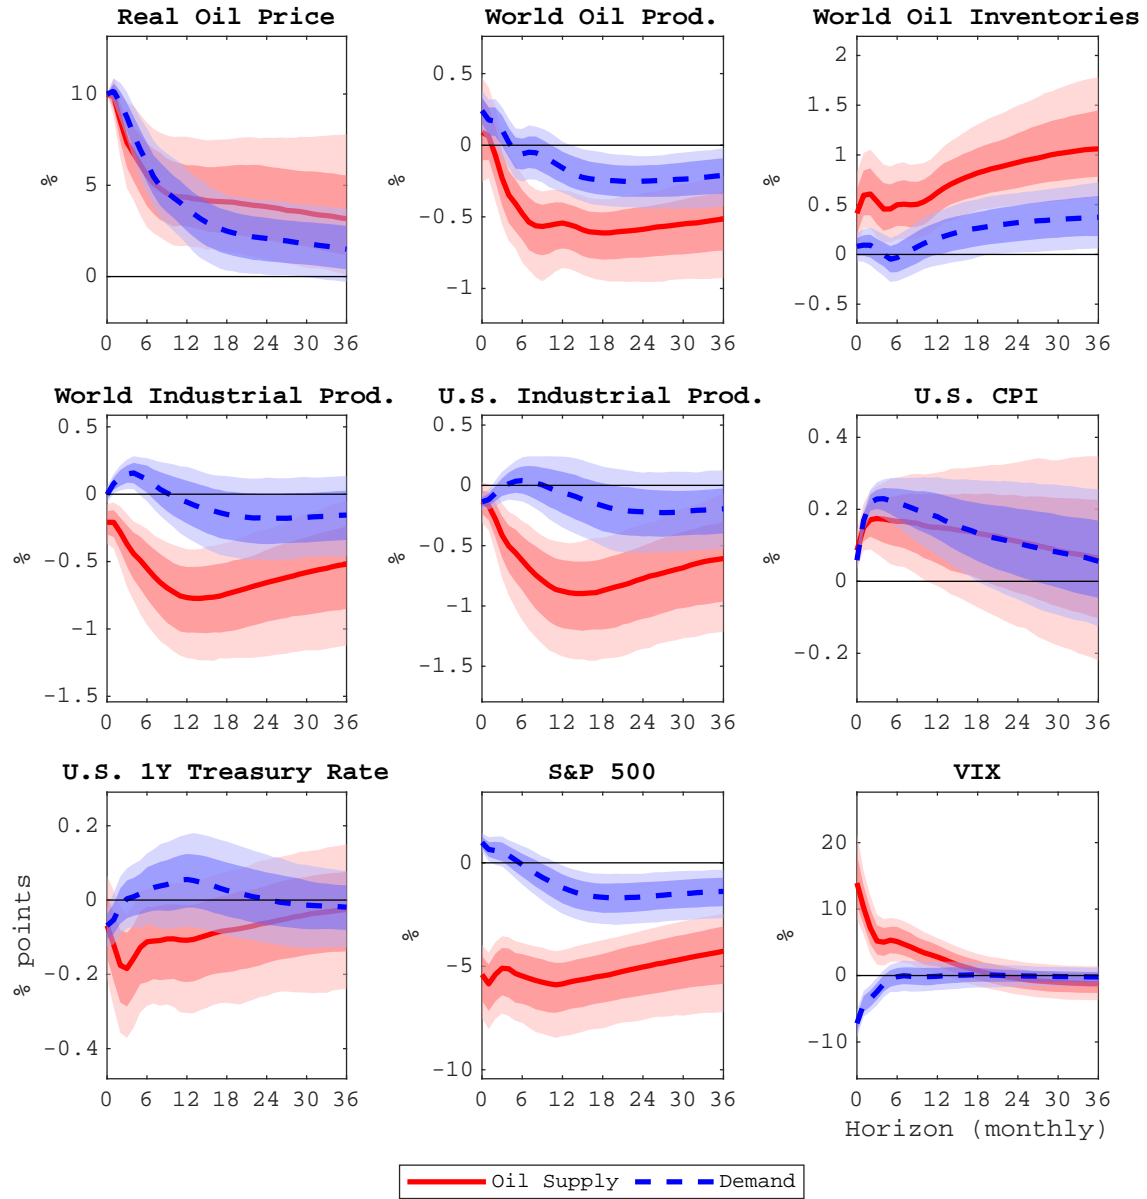 Real Oil Price
World Oil Prod.
World Oil Inventories
10
5
0
%
0 6 12 18 24 30 36
0.5
0
-0.5
-1
%
0 6 12 18 24 30 36
2
1.5
1
0.5
0
-0.5
%
0 6 12 18 24 30 36
World Industrial Prod.
U.S. Industrial Prod.
U.S. CPI
0.5
0
-0.5
-1
-1.5
%
0 6 12 18 24 30 36
0.5
0
-0.5
-1
-1.5
%
0 6 12 18 24 30 36
0.4
0.2
0
-0.2
%
0 6 12 18 24 30 36
U.S. 1Y Treasury Rate
S&P 500
VIX
0.2
0
-0.2
-0.4
% points
0 6 12 18 24 30 36
0
-5
-10
%
0 6 12 18 24 30 36
20
10
0
-10
%
0 6 12 18 24 30 36
Horizon (monthly)
Oil Supply Demand